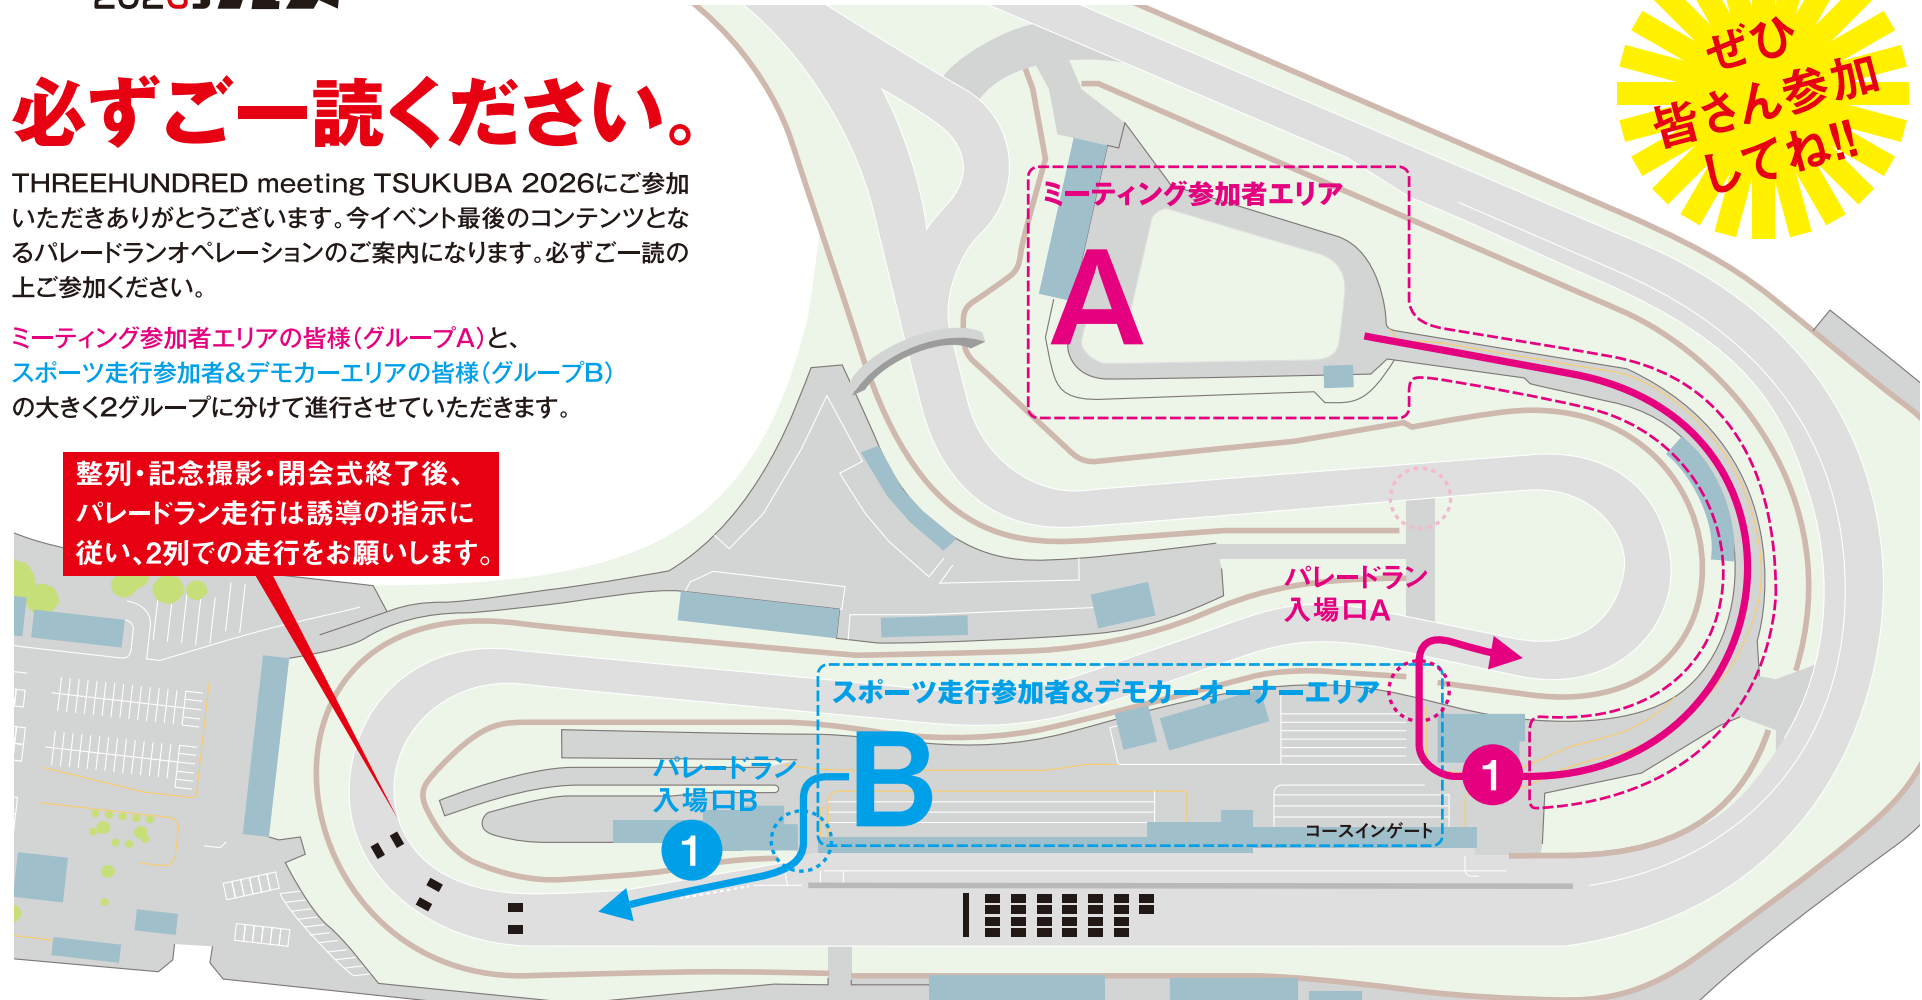 必ずご一読ください。
THREEHUNDRED meeting TSUKUBA 2026にご参加
いただきありがとうございます。今イベント最後のコンテンツとな
るパレードランオペレーションのご案内になります。必ずご一読の
上ご参加ください。
ミーティング参加者エリアの皆様（グループA）と、
スポーツ走行参加者&デモカーエリアの皆様（グループB）
の大きく2グループに分けて進行させていただきます。
整列・記念撮影・閉会式終了後、
パレードラン走行は誘導の指示に
従い、2列での走行をお願いします。
ぜひ
皆さん参加
してね!!
ミーティング参加者エリア
A
パレードラン
入場口A
1
スポーツ走行参加者&デモカーオーナーエリア
B
パレードラン
入場口B
1
コースインゲート